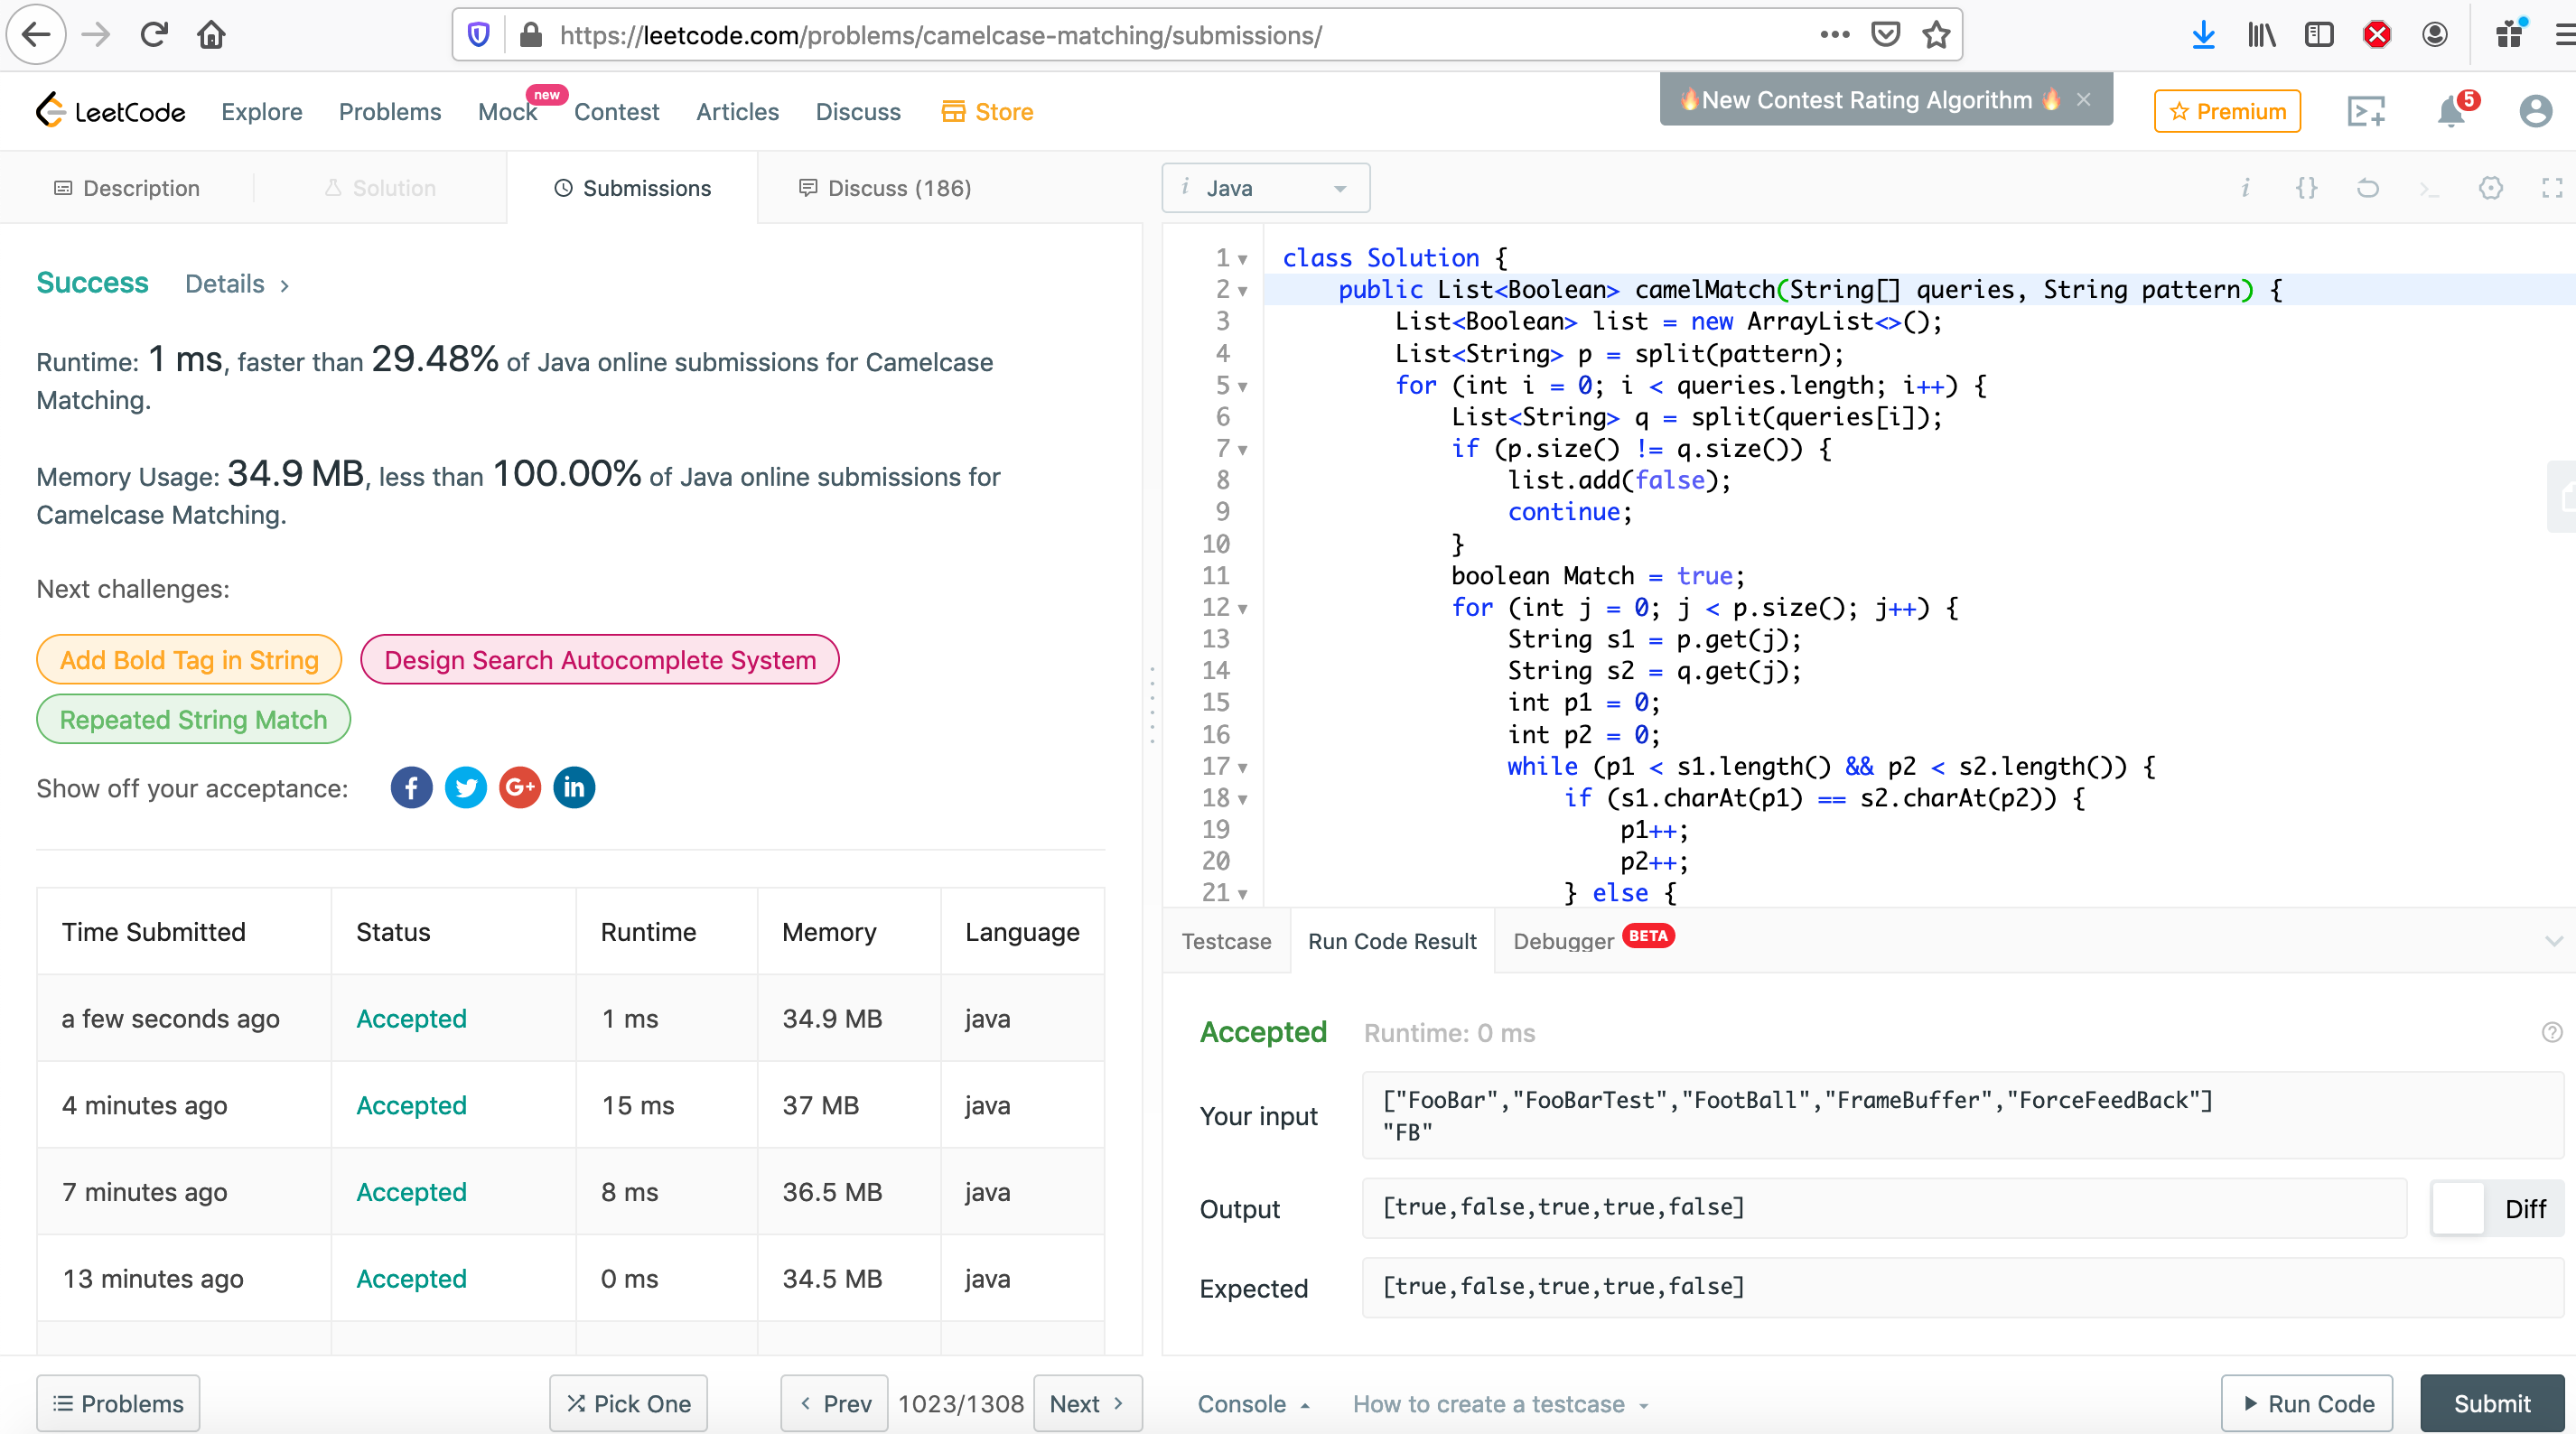 https://leetcode.com/problems/camelcase-matching/submissions/
LeetCode
Explore
Problems
Mock
new
Contest
Articles
Discuss
Store
🔥New Contest Rating Algorithm 🔥 ×
Premium
5
Description
Solution
Submissions
Discuss (186)
i Java
Success Details >
Runtime: 1 ms, faster than 29.48% of Java online submissions for Camelcase
Matching.
Memory Usage: 34.9 MB, less than 100.00% of Java online submissions for
Camelcase Matching.
Next challenges:
Add Bold Tag in String
Design Search Autocomplete System
Repeated String Match
Show off your acceptance: f G+ in
Time Submitted Status Runtime Memory Language
a few seconds ago Accepted 1 ms 34.9 MB java
4 minutes ago Accepted 15 ms 37 MB java
7 minutes ago Accepted 8 ms 36.5 MB java
13 minutes ago Accepted 0 ms 34.5 MB java
Problems
Pick One
< Prev
1023/1308
Next >
1 class Solution {
2     public List<Boolean> camelMatch(String[] queries, String pattern) {
3         List<Boolean> list = new ArrayList<>();
4         List<String> p = split(pattern);
5         for (int i = 0; i < queries.length; i++) {
6             List<String> q = split(queries[i]);
7             if (p.size() != q.size()) {
8                 list.add(false);
9                 continue;
10             }
11             boolean Match = true;
12             for (int j = 0; j < p.size(); j++) {
13                 String s1 = p.get(j);
14                 String s2 = q.get(j);
15                 int p1 = 0;
16                 int p2 = 0;
17                 while (p1 < s1.length() && p2 < s2.length()) {
18                     if (s1.charAt(p1) == s2.charAt(p2)) {
19                         p1++;
20                         p2++;
21                     } else {
Testcase
Run Code Result
Debugger BETA
Accepted Runtime: 0 ms
Your input
["FooBar","FooBarTest","FootBall","FrameBuffer","ForceFeedBack"]
"FB"
Output
[true,false,true,true,false]
Diff
Expected
[true,false,true,true,false]
Console
How to create a testcase
Run Code
Submit